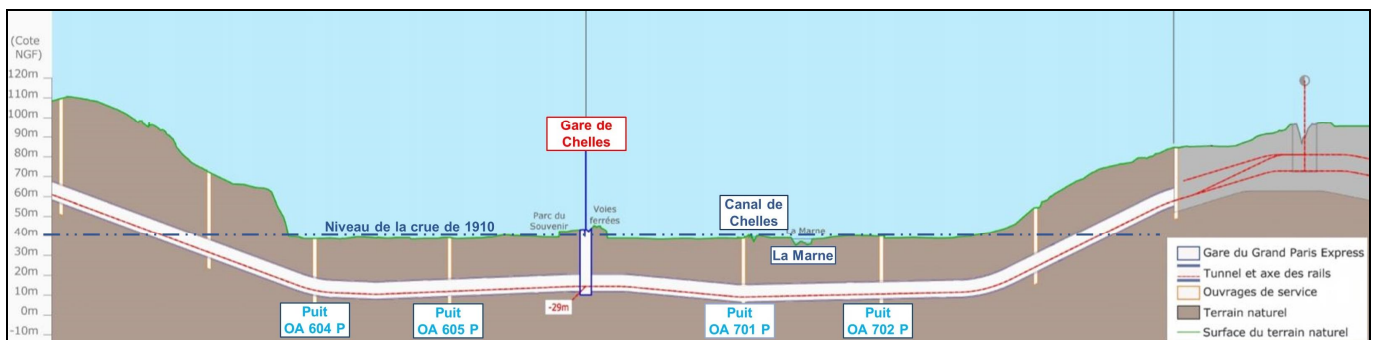 (Cote
NGF)
120m
110m
100m
90m
80m
70m
60m
50m
40m
30m
20m
10m
0m
-10m
Gare de
Chelles
Niveau de la crue de 1910
Parc du
Souvenir
Voies
ferrées
Canal de
Chelles
La Marne
La Marne
-29m
Puit
OA 604 P
Puit
OA 605 P
Puit
OA 701 P
Puit
OA 702 P
Gare du Grand Paris Express
Tunnel et axe des rails
Ouvrages de service
Terrain naturel
Surface du terrain naturel